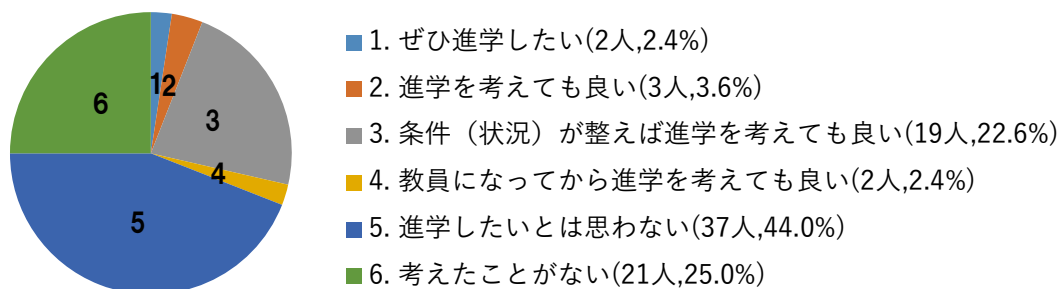 1
2
3
4
5
6
1. ぜひ進学したい(2人,2.4%)
2. 進学を考えても良い(3人,3.6%)
3. 条件（状況）が整えば進学を考えても良い(19人,22.6%)
4. 教員になってから進学を考えても良い(2人,2.4%)
5. 進学したいとは思わない(37人,44.0%)
6. 考えたことがない(21人,25.0%)